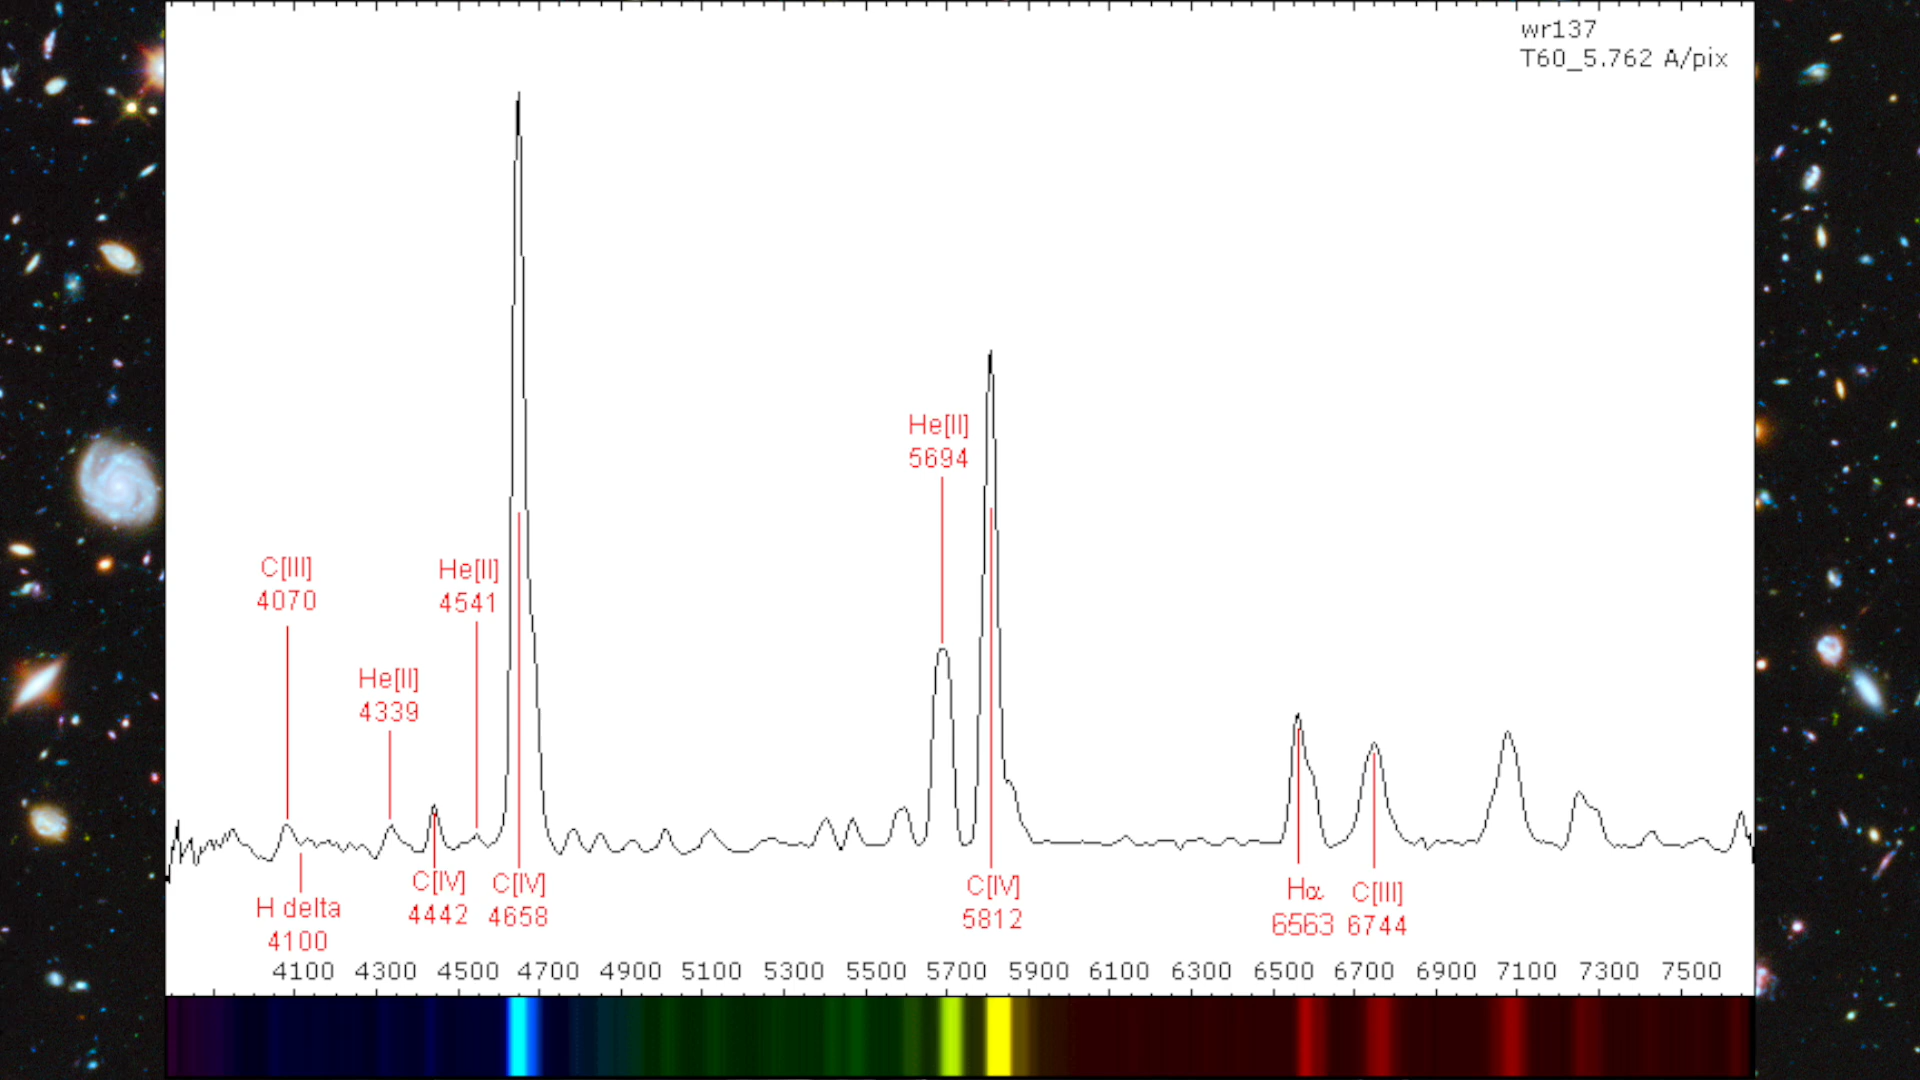 wr137
T60_5.762 A/pix
He[II]
5694
C[III]
4070
He[II]
4541
He[II]
4339
C[IV]
4442
C[IV]
4658
C[IV]
5812
Hα
6563
C[III]
6744
H delta
4100
4100 4300 4500 4700 4900 5100 5300 5500 5700 5900 6100 6300 6500 6700 6900 7100 7300 7500